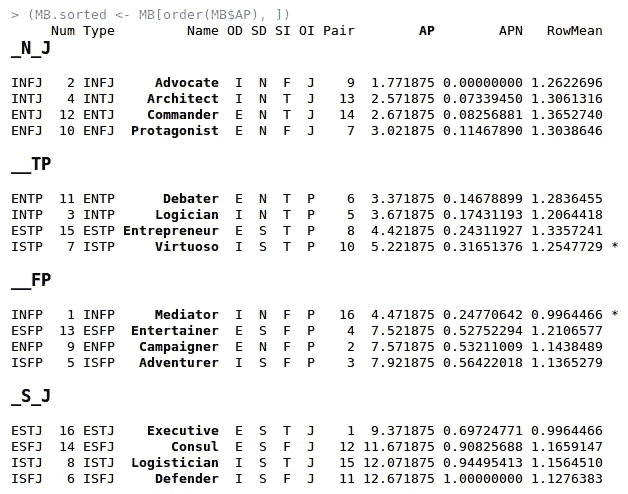 > (MB.sorted <- MB[order(MB$AP), ])
Num Type Name OD SD SI OI Pair AP APN RowMean
_N_J
INFJ 2 INFJ Advocate I N F J 9 1.771875 0.00000000 1.2622696
INTJ 4 INTJ Architect I N T J 13 2.571875 0.07339450 1.3061316
ENTJ 12 ENTJ Commander E N T J 14 2.671875 0.08256881 1.3652740
ENFJ 10 ENFJ Protagonist E N F J 7 3.021875 0.11467890 1.3038646
__TP
ENTP 11 ENTP Debater E N T P 6 3.371875 0.14678899 1.2836455
INTP 3 INTP Logician I N T P 5 3.671875 0.17431193 1.2064418
ESTP 15 ESTP Entrepreneur E S T P 8 4.421875 0.24311927 1.3357241
ISTP 7 ISTP Virtuoso I S T P 10 5.221875 0.31651376 1.2547729 *
__FP
INFP 1 INFP Mediator I N F P 16 4.471875 0.24770642 0.9964466 *
ESFP 13 ESFP Entertainer E S F P 4 7.521875 0.52752294 1.2106577
ENFP 9 ENFP Campaigner E N F P 2 7.571875 0.53211009 1.1438489
ISFP 5 ISFP Adventurer I S F P 3 7.921875 0.56422018 1.1365279
_S_J
ESTJ 16 ESTJ Executive E S T J 1 9.371875 0.69724771 0.9964466
ESFJ 14 ESFJ Consul E S F J 12 11.671875 0.90825688 1.1659147
ISTJ 8 ISTJ Logistician I S T J 15 12.071875 0.94495413 1.1564510
ISFJ 6 ISFJ Defender I S F J 11 12.671875 1.00000000 1.1276383